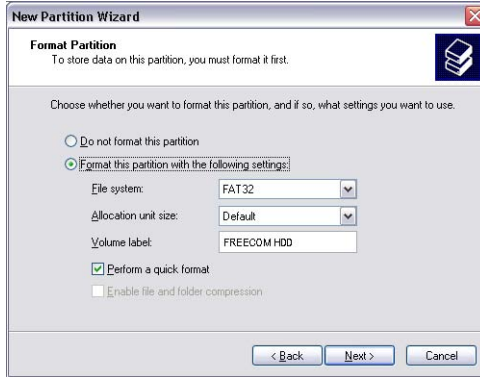 New Partition Wizard
Format Partition
To store data on this partition, you must format it first.
Choose whether you want to format this partition, and if so, what settings you want to use.
Do not format this partition
Format this partition with the following settings:
File system: FAT32
Allocation unit size: Default
Volume label: FREECOM HDD
Perform a quick format
Enable file and folder compression
< Back Next > Cancel